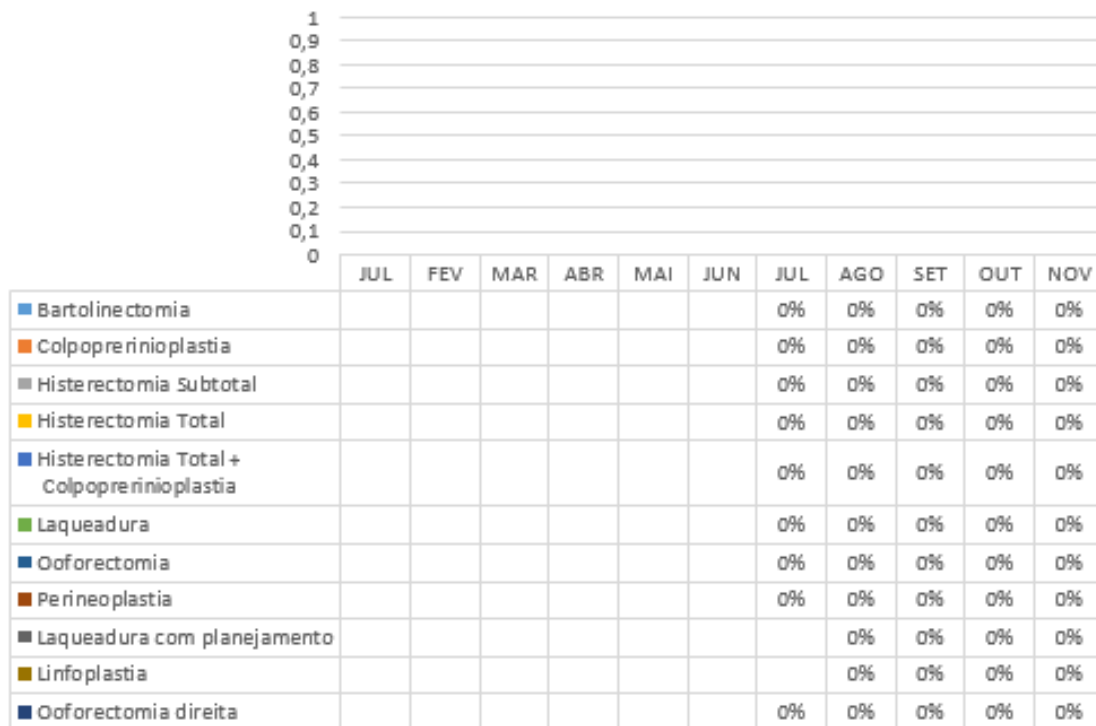 1
0,9
0,8
0,7
0,6
0,5
0,4
0,3
0,2
0,1
0
JUL FEV MAR ABR MAI JUN JUL AGO SET OUT NOV
Bartolinectomia 0% 0% 0% 0% 0%
Colpoprerinioplastia 0% 0% 0% 0% 0%
Histerectomia Subtotal 0% 0% 0% 0% 0%
Histerectomia Total 0% 0% 0% 0% 0%
Histerectomia Total +
Colpoprerinioplastia 0% 0% 0% 0% 0%
Laqueadura 0% 0% 0% 0% 0%
Ooforectomia 0% 0% 0% 0% 0%
Perineoplastia 0% 0% 0% 0% 0%
Laqueadura com planejamento 0% 0% 0% 0%
Linfoplastia 0% 0% 0% 0%
Ooforectomia direita 0% 0% 0% 0% 0%